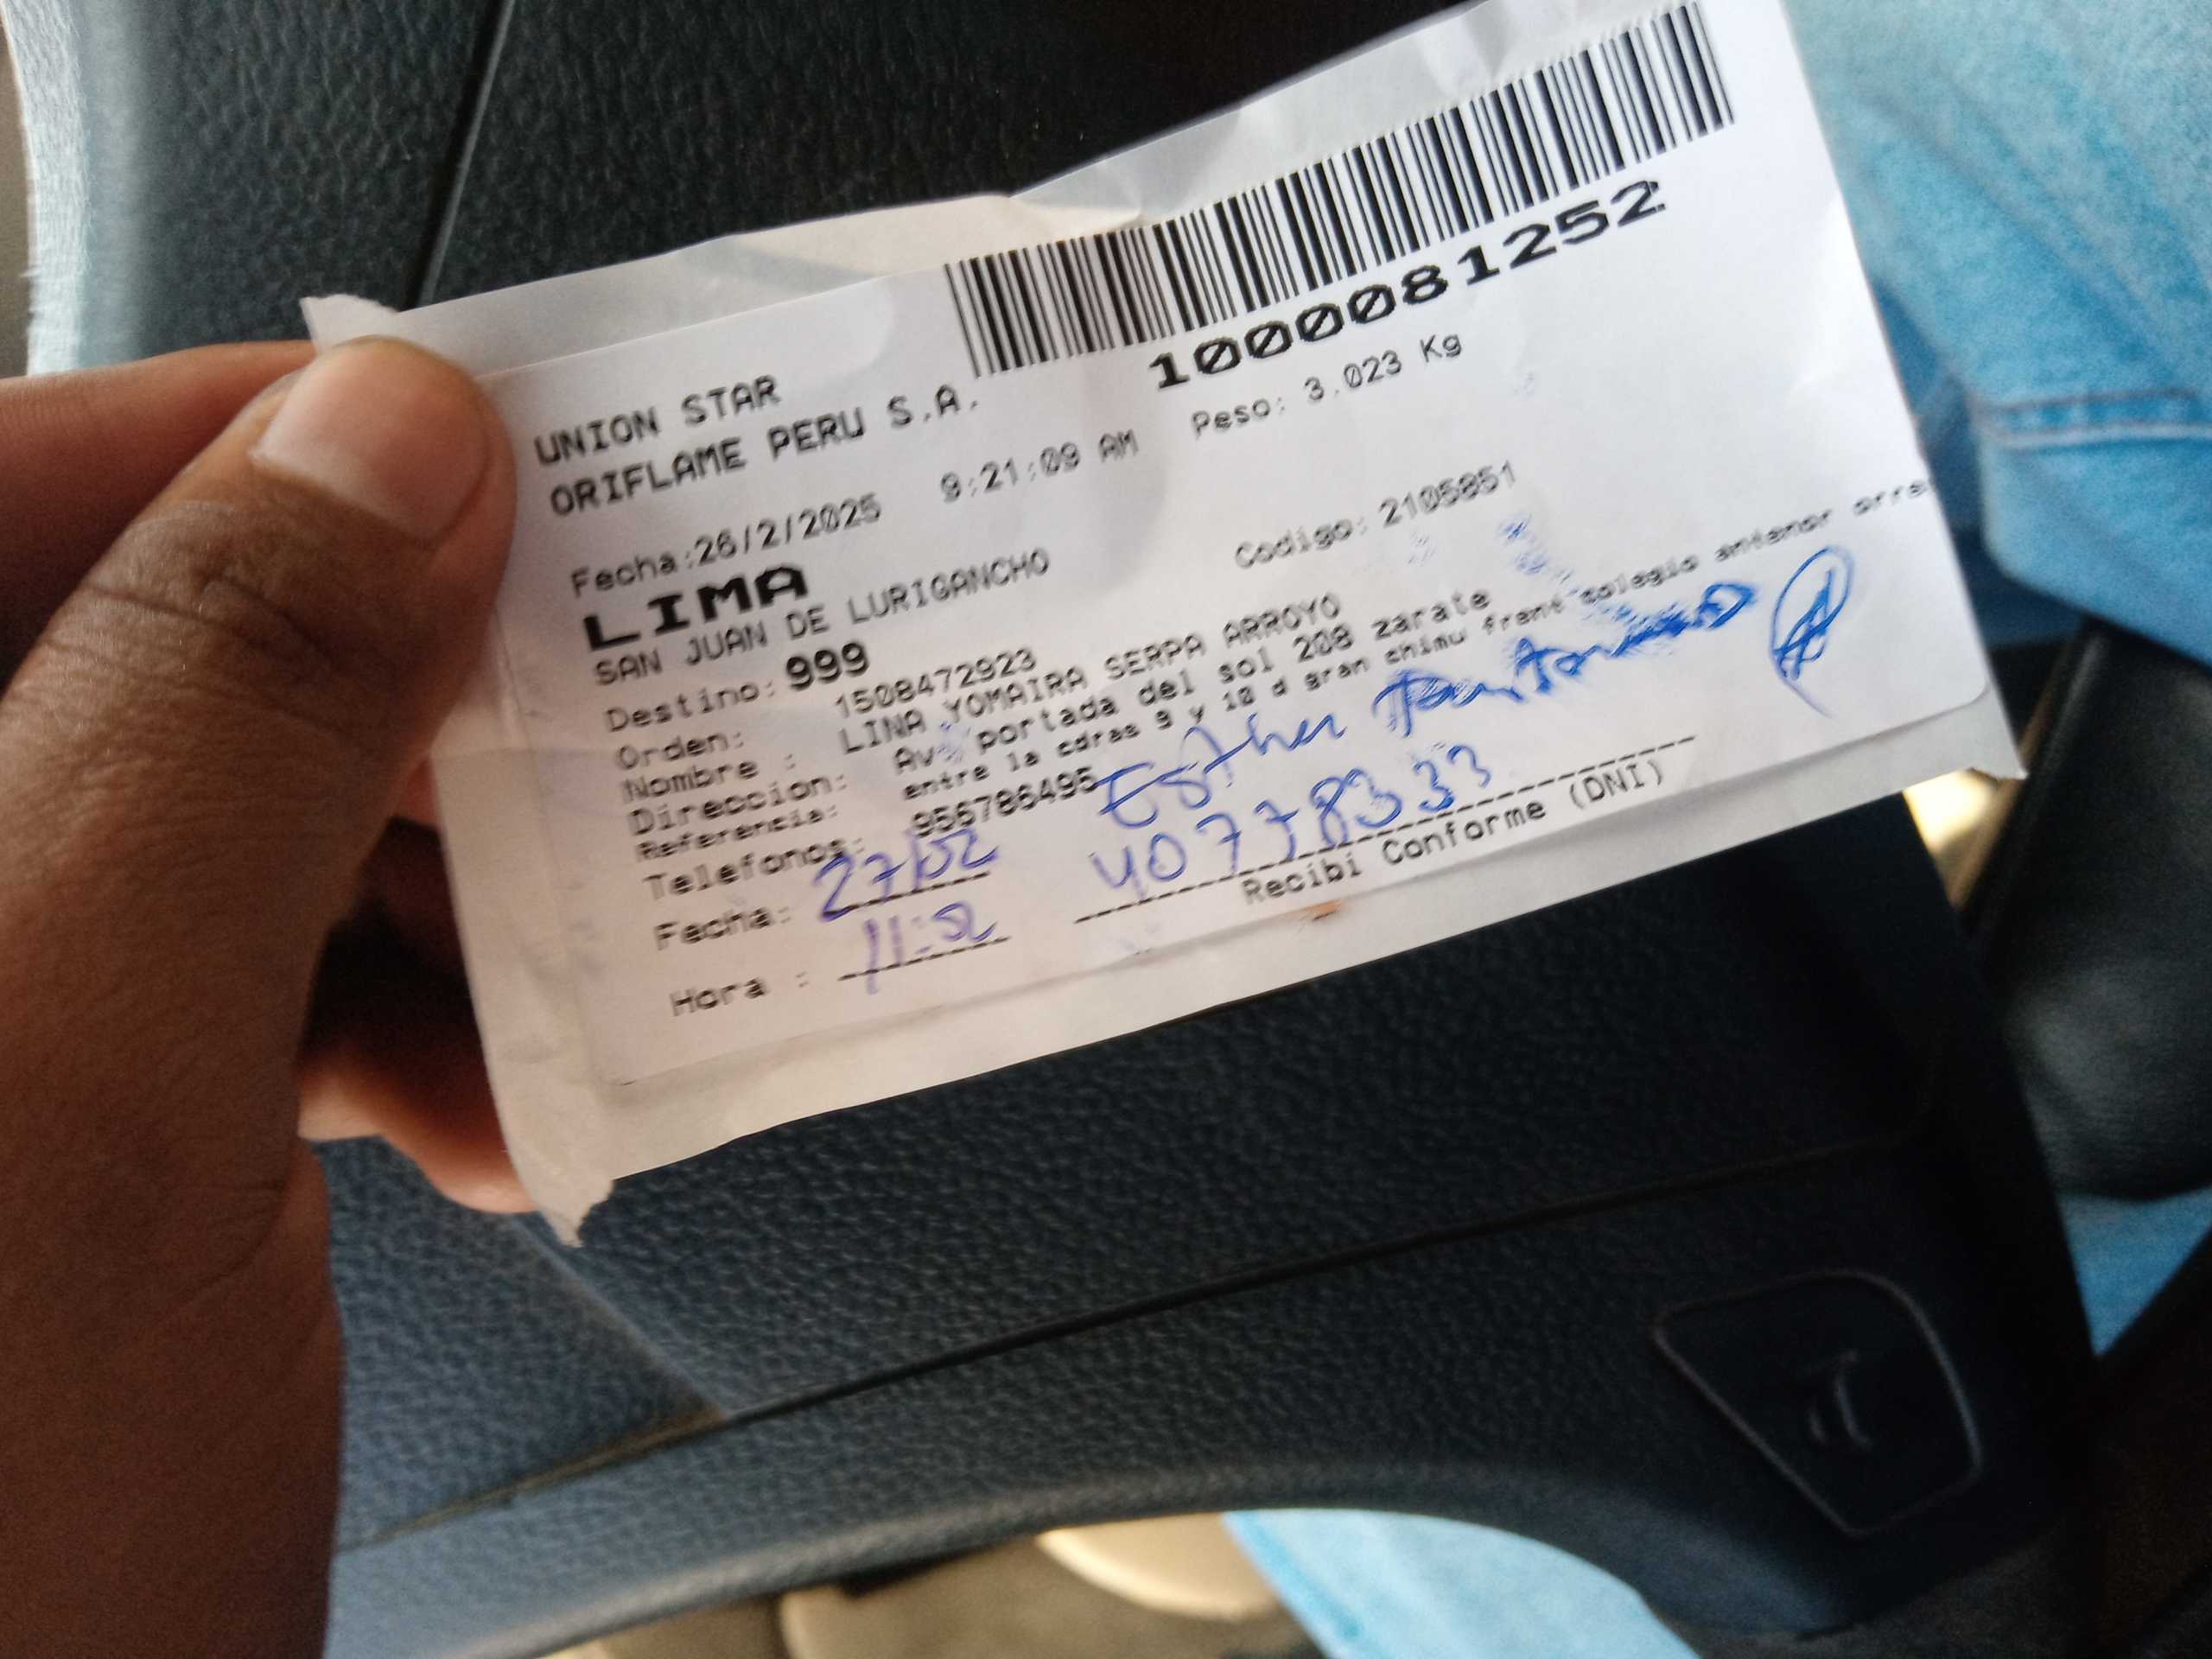 1000081252
UNION STAR
ORIFLAME PERU S.A.
Peso: 3.023 Kg
Fecha:26/2/2025 9:21:09 AM
LIMA
SAN JUAN DE LURIGANCHO
Codigo: 2105851
Destino: 999
Orden: 1508472923
Nombre : LINA YOMAIRA SERPA ARROYO
Direccion: Av portada del sol 208 zarate
Referencia: entre la cdras 9 y 10 d gran chimu frent colegio antenor orre
Telefonos: 956786495
Esther
Fecha: 27/02
40778333
Hora : 11:52
Recibi Conforme (DNI)